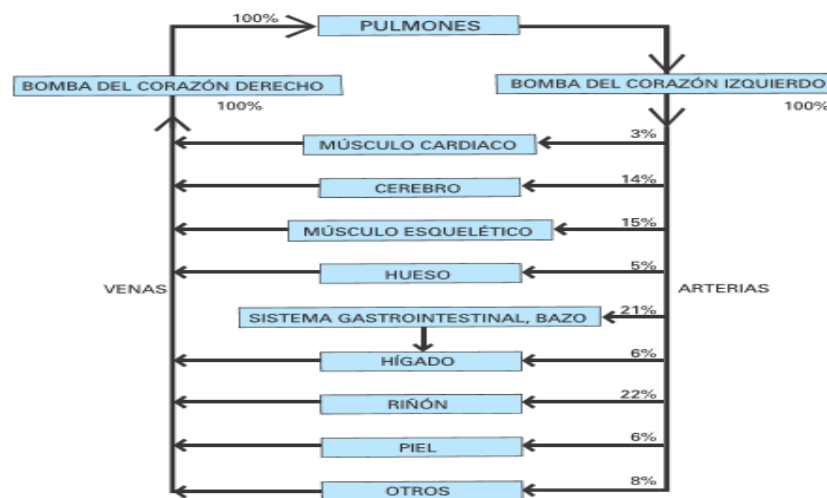 100%
PULMONES
BOMBA DEL CORAZÓN DERECHO
BOMBA DEL CORAZÓN IZQUIERDO
100%
100%
MÚSCULO CARDIACO
3%
CEREBRO
14%
MÚSCULO ESQUELÉTICO
15%
HUESO
5%
VENAS
ARTERIAS
SISTEMA GASTROINTESTINAL, BAZO
21%
HÍGADO
6%
RIÑÓN
22%
PIEL
6%
OTROS
8%